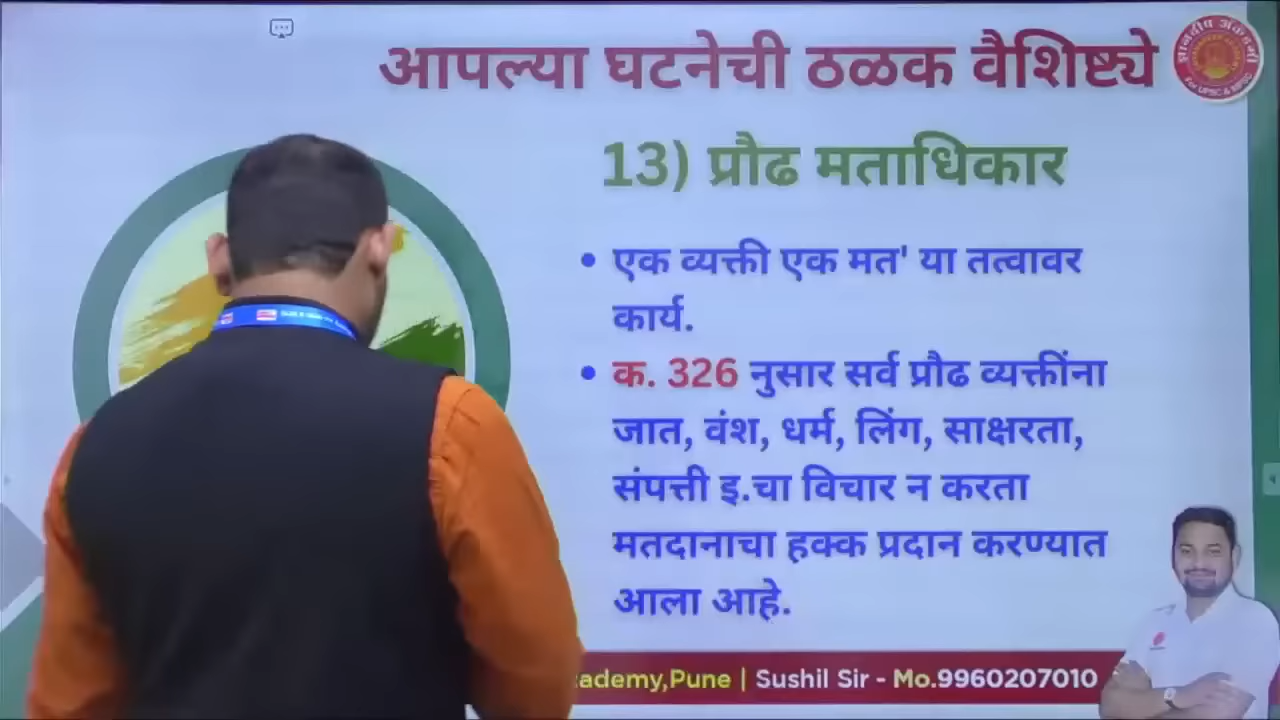 आपल्या घटनेची ठळक वैशिष्ट्ये
13) प्रौढ मताधिकार
• एक व्यक्ती एक मत' या तत्वावर
कार्य.
• क. 326 नुसार सर्व प्रौढ व्यक्तींना
जात, वंश, धर्म, लिंग, साक्षरता,
संपत्ती इ.चा विचार न करता
मतदानाचा हक्क प्रदान करण्यात
आला आहे.
Pune | Sushil Sir - Mo.9960207010